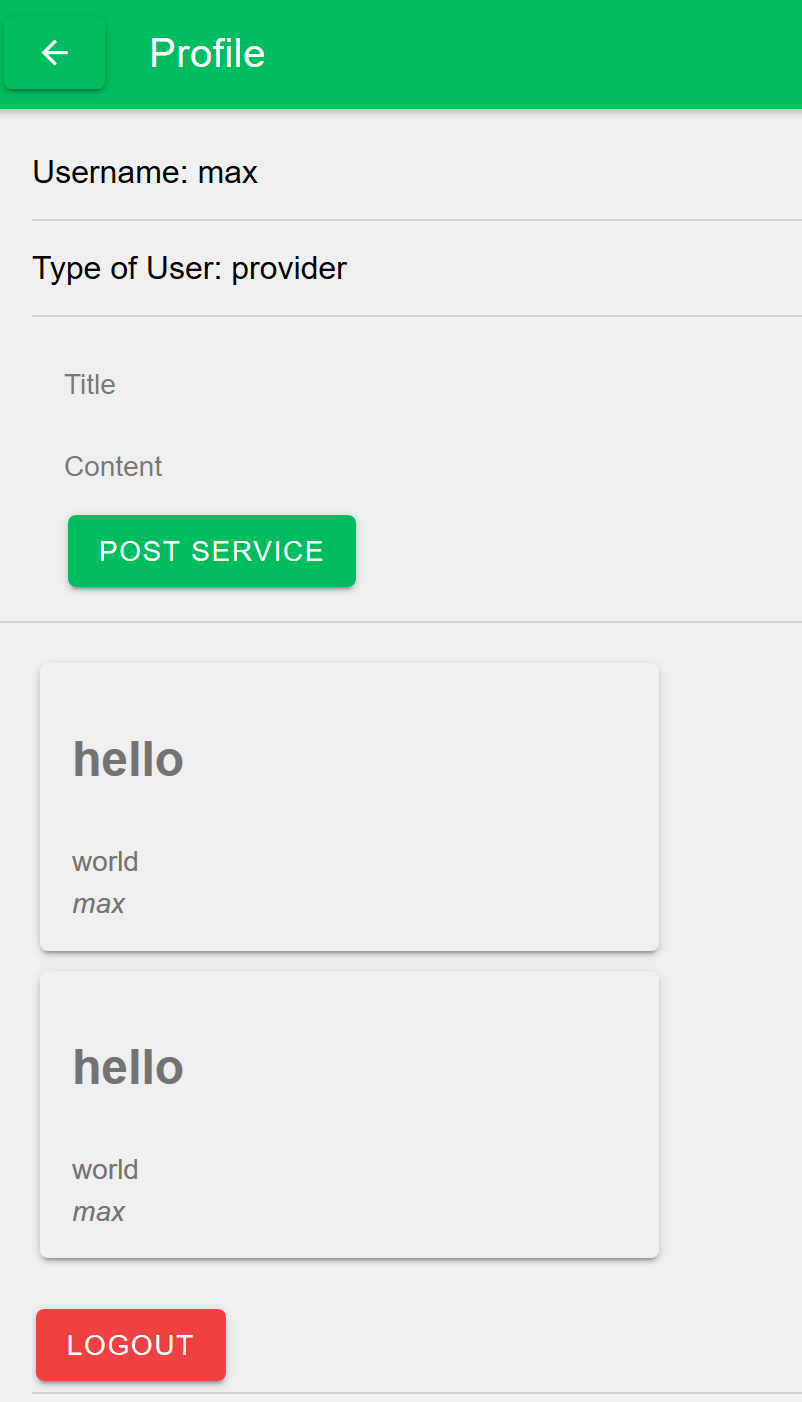 Profile
Username: max
Type of User: provider
Title
Content
POST SERVICE
hello
world
max
hello
world
max
LOGOUT